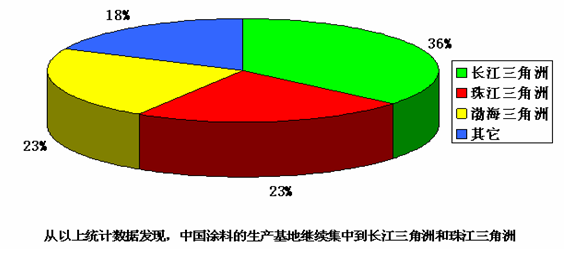 18%
36%
长江三角洲
珠江三角洲
渤海三角洲
其它
23%
23%
从以上统计数据发现，中国涂料的生产基地继续集中到长江三角洲和珠江三角洲